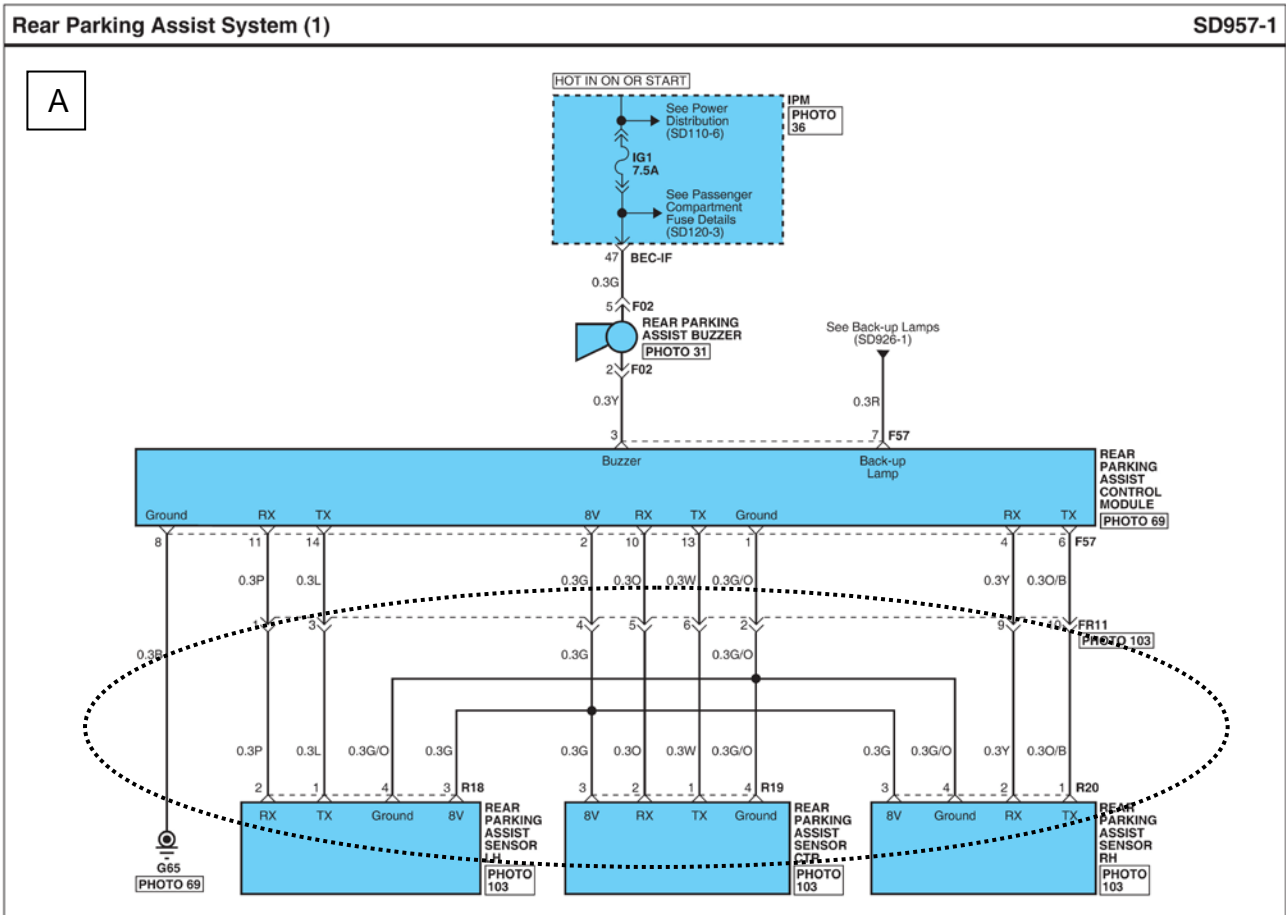 Rear Parking Assist System (1) SD957-1
A
HOT IN ON OR START
IPM
PHOTO
36
See Power
Distribution
(SD110-6)
IG1
7.5A
See Passenger
Compartment
Fuse Details
(SD120-3)
47 BEC-IF
0.3G
5 F02
REAR PARKING
ASSIST BUZZER
PHOTO 31
2 F02
See Back-up Lamps
(SD926-1)
0.3Y 0.3R
3 7 F57
Buzzer Back-up
Lamp
REAR
PARKING
ASSIST
CONTROL
MODULE
PHOTO 69
Ground RX TX 8V RX TX Ground RX TX
8 11 14 2 10 13 1 4 6 F57
0.3P 0.3L 0.3G 0.3O 0.3W 0.3G/O 0.3Y 0.3O/B
1 3 4 5 6 2 9 10 FR11
PHOTO 103
0.3B 0.3G 0.3G/O
0.3P 0.3L 0.3G/O 0.3G 0.3G 0.3O 0.3W 0.3G/O 0.3G 0.3G/O 0.3Y 0.3O/B
2 1 4 3 R18 3 2 1 4 R19 3 4 2 1 R20
RX TX Ground 8V 8V RX TX Ground 8V Ground RX TX
REAR
PARKING
ASSIST
SENSOR
LH
PHOTO
103
REAR
PARKING
ASSIST
SENSOR
CTR
PHOTO
103
REAR
PARKING
ASSIST
SENSOR
RH
PHOTO
103
G65
PHOTO 69